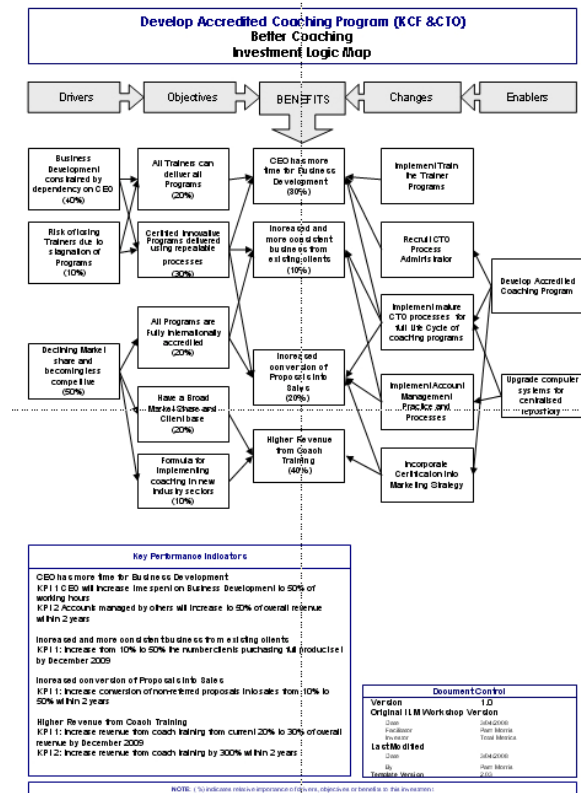 Develop Accredited Coaching Program (KCF &CTO)
Better Coaching
Investment Logic Map
Drivers
Objectives
BENEFITS
Changes
Enablers
Business
Development
constrained by
dependency on CEO
(40%)
Risk of losing
Trainers due to
stagnation of
Programs
(10%)
Declining Market
share and
becoming less
competitive
(50%)
All Trainers can
deliver all
Programs
(20%)
Certified Innovative
Programs delivered
using repeatable
processes
(30%)
All Programs are
Fully Internationally
accredited
(20%)
Have a Broad
Market Share and
Client base
(20%)
Formula for
Implementing
coaching in new
industry sectors
(10%)
CEO has more
time for Business
Development
(30%)
Increased and
more consistent
business from
existing clients
(10%)
Increased
conversion of
Proposals into
Sales
(20%)
Higher Revenue
from Coach
Training
(40%)
Implement Train
the Trainer
Programs
Recruit CTO
Process
Administrator
Implement mature
CTO processes for
full Life Cycle of
coaching programs
Implement Account
Management
Practice and
Processes
Incorporate
Certification into
Marketing Strategy
Develop Accredited
Coaching Program
Upgrade computer
systems for
centralised
repository
Key Performance Indicators
CEO has more time for Business Development
KPI 1 CEO will increase time spent on Business Development to 50% of
working hours
KPI 2 Accounts managed by others will increase to 50% of overall revenue
within 2 years
Increased and more consistent business from existing clients
KPI 1: Increase from 10% to 50% the number clients purchasing full product set
by December 2009
Increased conversion of Proposals into Sales
KPI 1: Increase conversion of non-referred proposals into sales from 10% to
50% within 2 years
Higher Revenue from Coach Training
KPI 1: Increase revenue from coach training from current 20% to 30% of overall
revenue by December 2009
KPI 2: Increase revenue from coach training by 300% within 2 years
Document Control
Version 1.0
Original ILM Workshop Version
Date
Facilitator
Investor
Last Modified
Date
By
Template Version
NOTE: (%) indicates relative importance of drivers, objectives or benefits to this investment